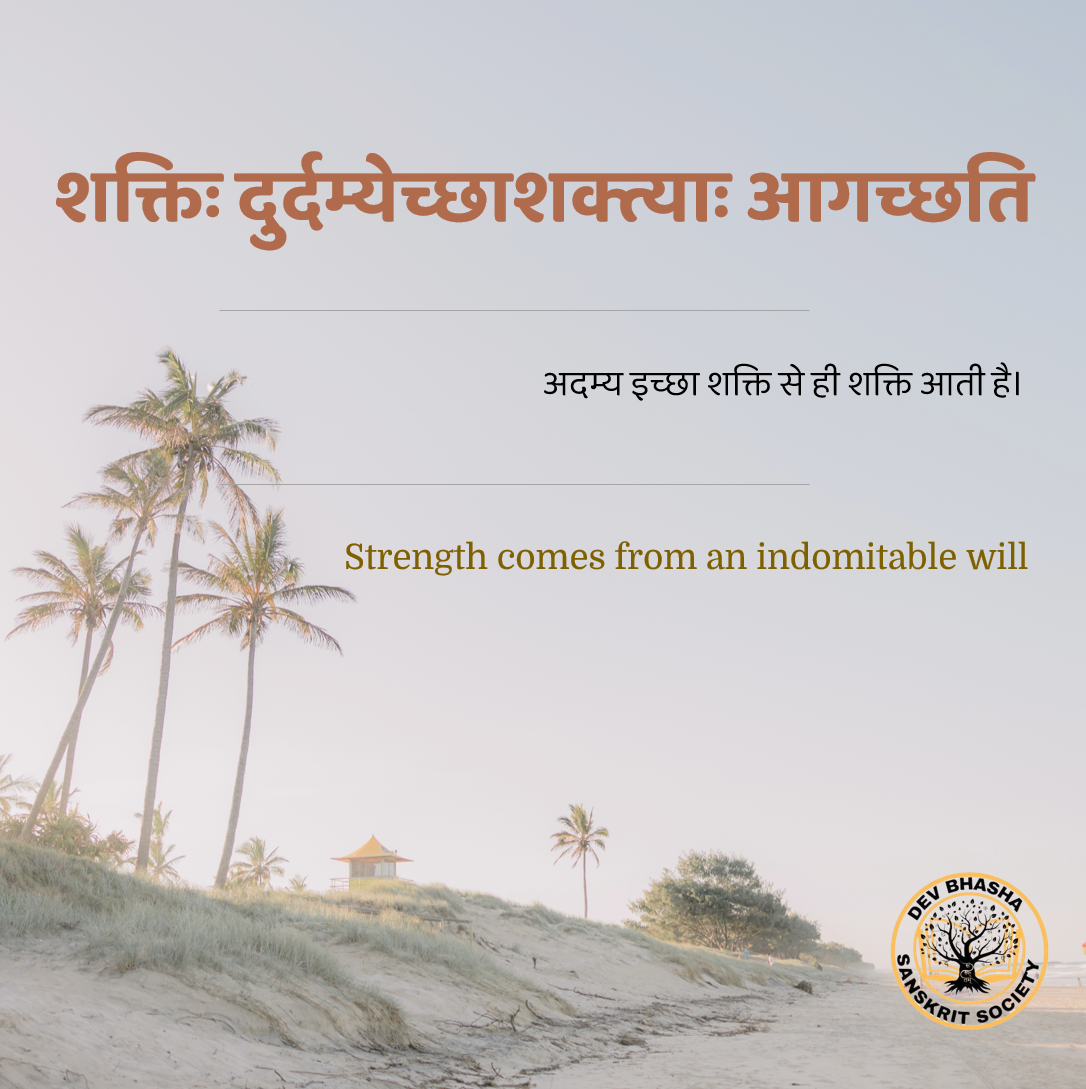 शक्तिः दुर्दम्येच्छाशक्त्याः आगच्छति
अदम्य इच्छा शक्ति से ही शक्ति आती है।
Strength comes from an indomitable will
DEV BHASHA
SANSKRIT SOCIETY